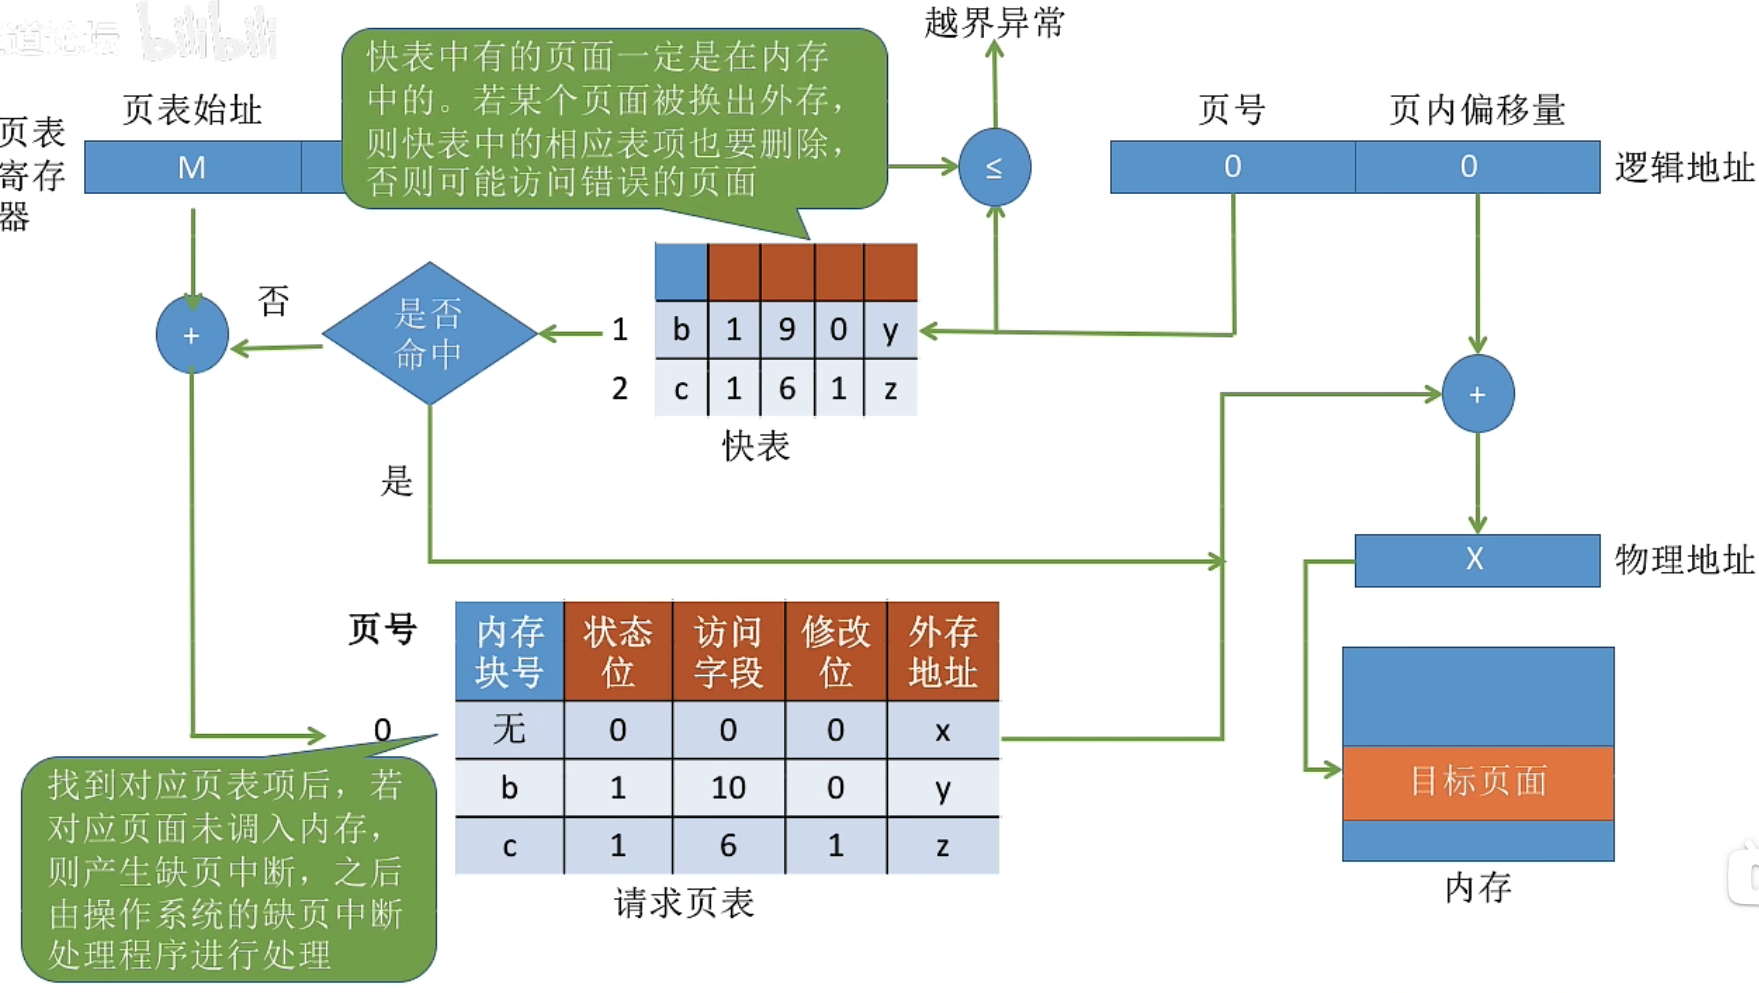 道论坛 bilibili
越界异常
快表中有的页面一定是在内存
中的。若某个页面被换出外存，
则快表中的相应表项也要删除，
否则可能访问错误的页面
页表始址
页号 页内偏移量
页表
寄存
器
M
≤
0 0
逻辑地址
否
是否
命中
+
1 b 1 9 0 y
2 c 1 6 1 z
快表
+
是
X
物理地址
页号
内存
块号
状态
位
访问
字段
修改
位
外存
地址
0 无 0 0 0 x
b 1 10 0 y
c 1 6 1 z
请求页表
找到对应页表项后，若
对应页面未调入内存，
则产生缺页中断，之后
由操作系统的缺页中断
处理程序进行处理
目标页面
内存